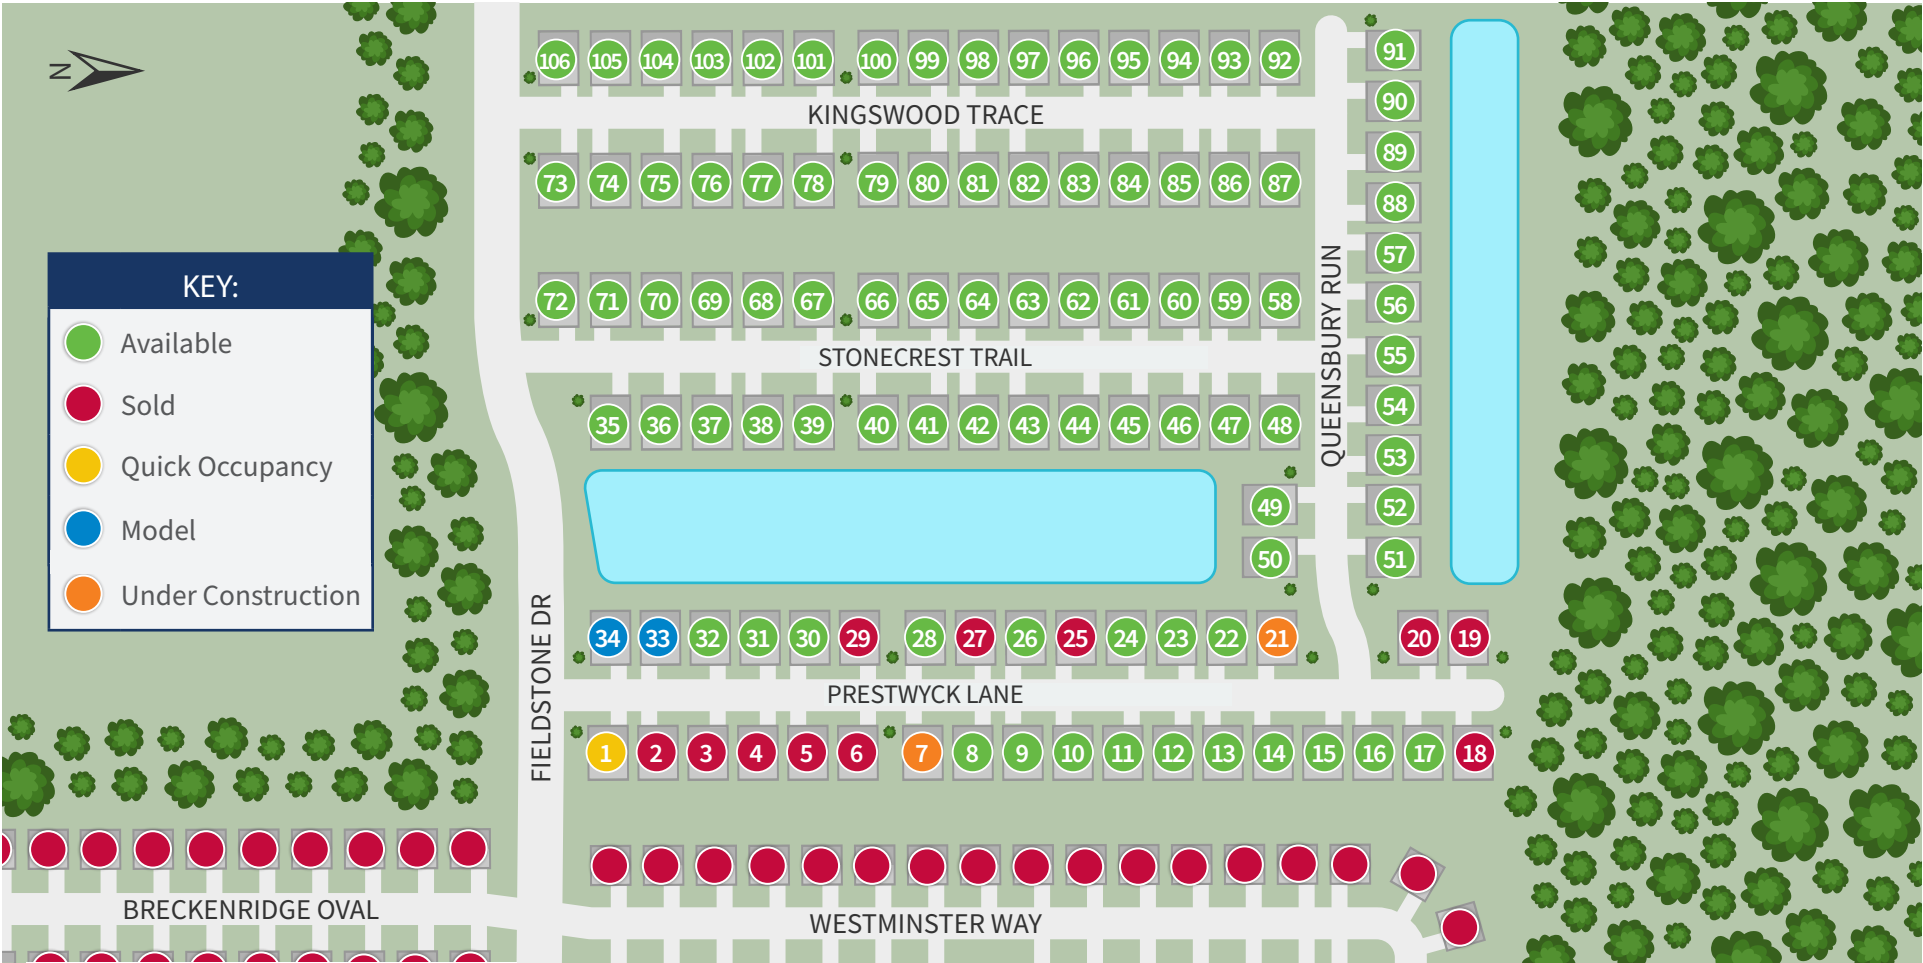 N
106 105 104 103 102 101 100 99 98 97 96 95 94 93 92
91
90
KINGSWOOD TRACE
89
73 74 75 76 77 78 79 80 81 82 83 84 85 86 87
88
57
72 71 70 69 68 67 66 65 64 63 62 61 60 59 58
56
STONECREST TRAIL
55
QUEENSBURY RUN
54
35 36 37 38 39 40 41 42 43 44 45 46 47 48
53
49
52
50
51
KEY:
Available
Sold
Quick Occupancy
Model
Under Construction
34 33 32 31 30 29 28 27 26 25 24 23 22 21 20 19
FIELDSTONE DR
PRESTWYCK LANE
1 2 3 4 5 6 7 8 9 10 11 12 13 14 15 16 17 18
BRECKENRIDGE OVAL
WESTMINSTER WAY